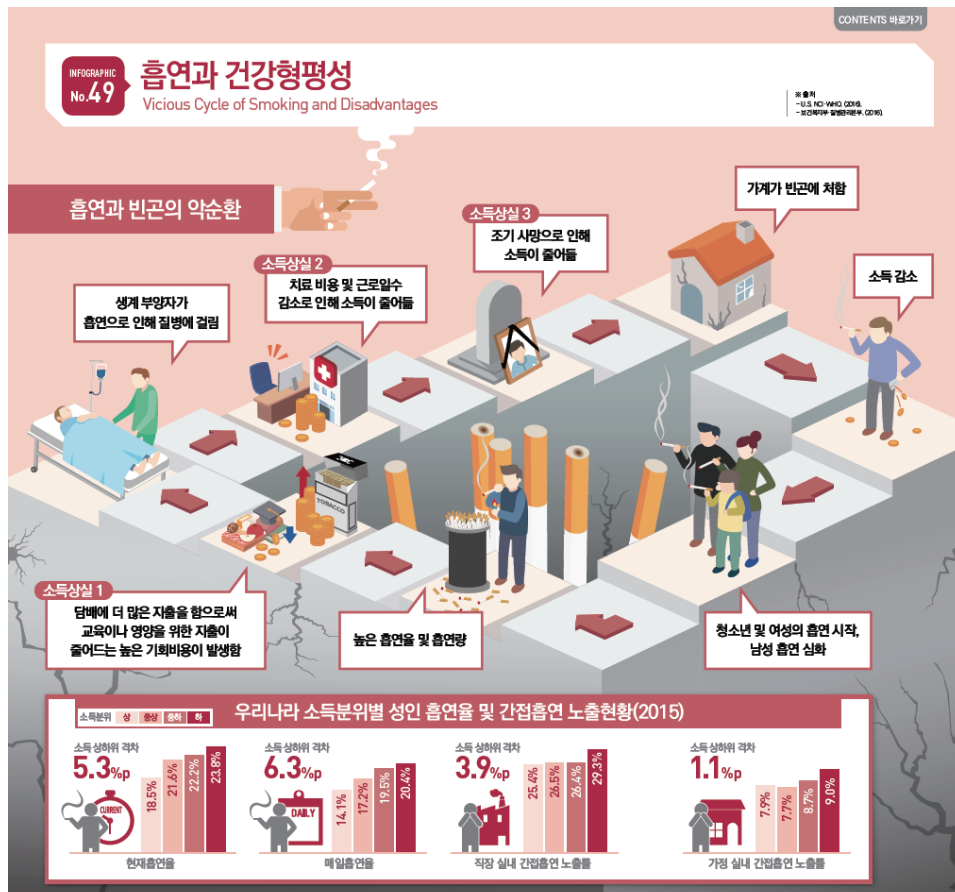 CONTENTS 바로가기
INFOGRAPHIC
No.49
흡연과 건강형평성
Vicious Cycle of Smoking and Disadvantages
※ 출처
- U.S. NCI·WHO. (2016).
- 보건복지부·질병관리본부. (2016).
흡연과 빈곤의 악순환
가계가 빈곤에 처함
소득상실 3
조기 사망으로 인해
소득이 줄어듦
소득상실 2
치료 비용 및 근로일수
감소로 인해 소득이 줄어듦
소득 감소
생계 부양자가
흡연으로 인해 질병에 걸림
TOBACCO
소득상실 1
담배에 더 많은 지출을 함으로써
교육이나 영양을 위한 지출이
줄어드는 높은 기회비용이 발생함
높은 흡연율 및 흡연량
청소년 및 여성의 흡연 시작,
남성 흡연 심화
소득분위 상 중상 중하 하
우리나라 소득분위별 성인 흡연율 및 간접흡연 노출현황(2015)
소득 상하위 격차
5.3%p
CURRENT
18.5%
21.6%
22.2%
23.8%
현재흡연율
소득 상하위 격차
6.3%p
DAILY
14.1%
17.2%
19.5%
20.4%
매일흡연율
소득 상하위 격차
3.9%p
25.4%
26.5%
26.4%
29.3%
직장 실내 간접흡연 노출률
소득 상하위 격차
1.1%p
7.9%
7.7%
8.7%
9.0%
가정 실내 간접흡연 노출률